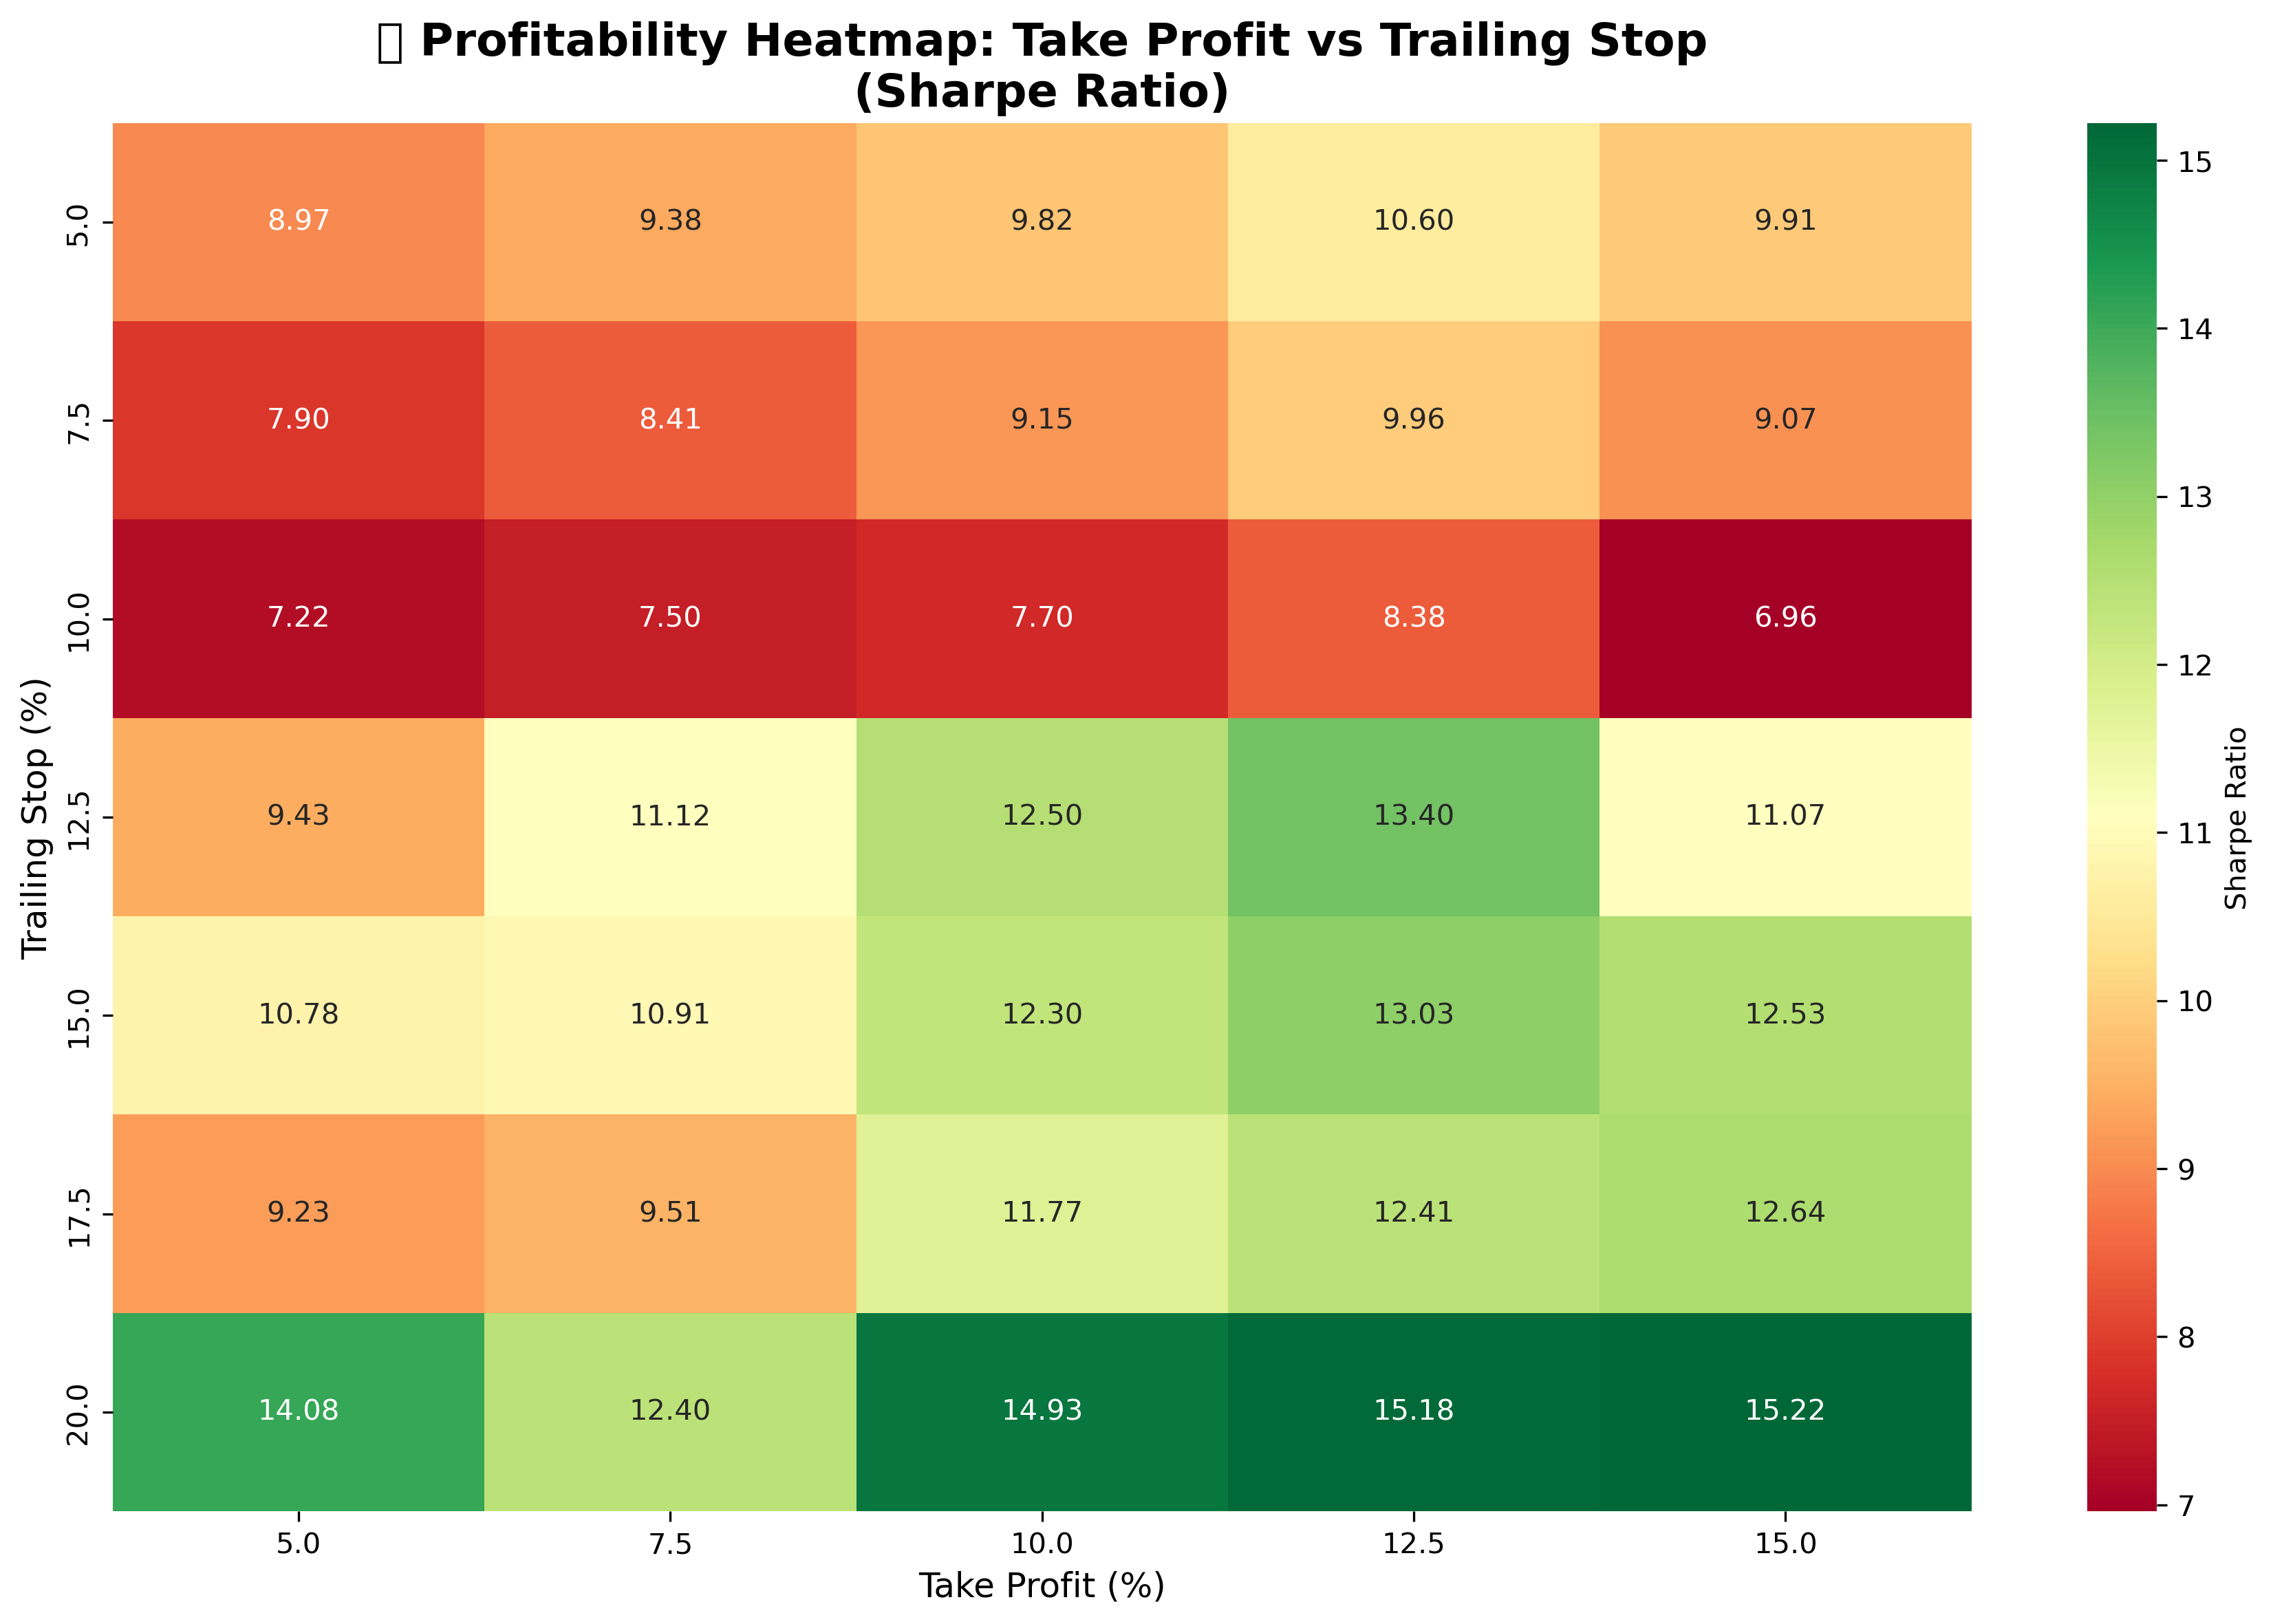 ▯ Profitability Heatmap: Take Profit vs Trailing Stop
(Sharpe Ratio)
Trailing Stop (%)
5.0 8.97 9.38 9.82 10.60 9.91
7.5 7.90 8.41 9.15 9.96 9.07
10.0 7.22 7.50 7.70 8.38 6.96
12.5 9.43 11.12 12.50 13.40 11.07
15.0 10.78 10.91 12.30 13.03 12.53
17.5 9.23 9.51 11.77 12.41 12.64
20.0 14.08 12.40 14.93 15.18 15.22
5.0 7.5 10.0 12.5 15.0
Take Profit (%)
15
14
13
12
11
10
9
8
7
Sharpe Ratio